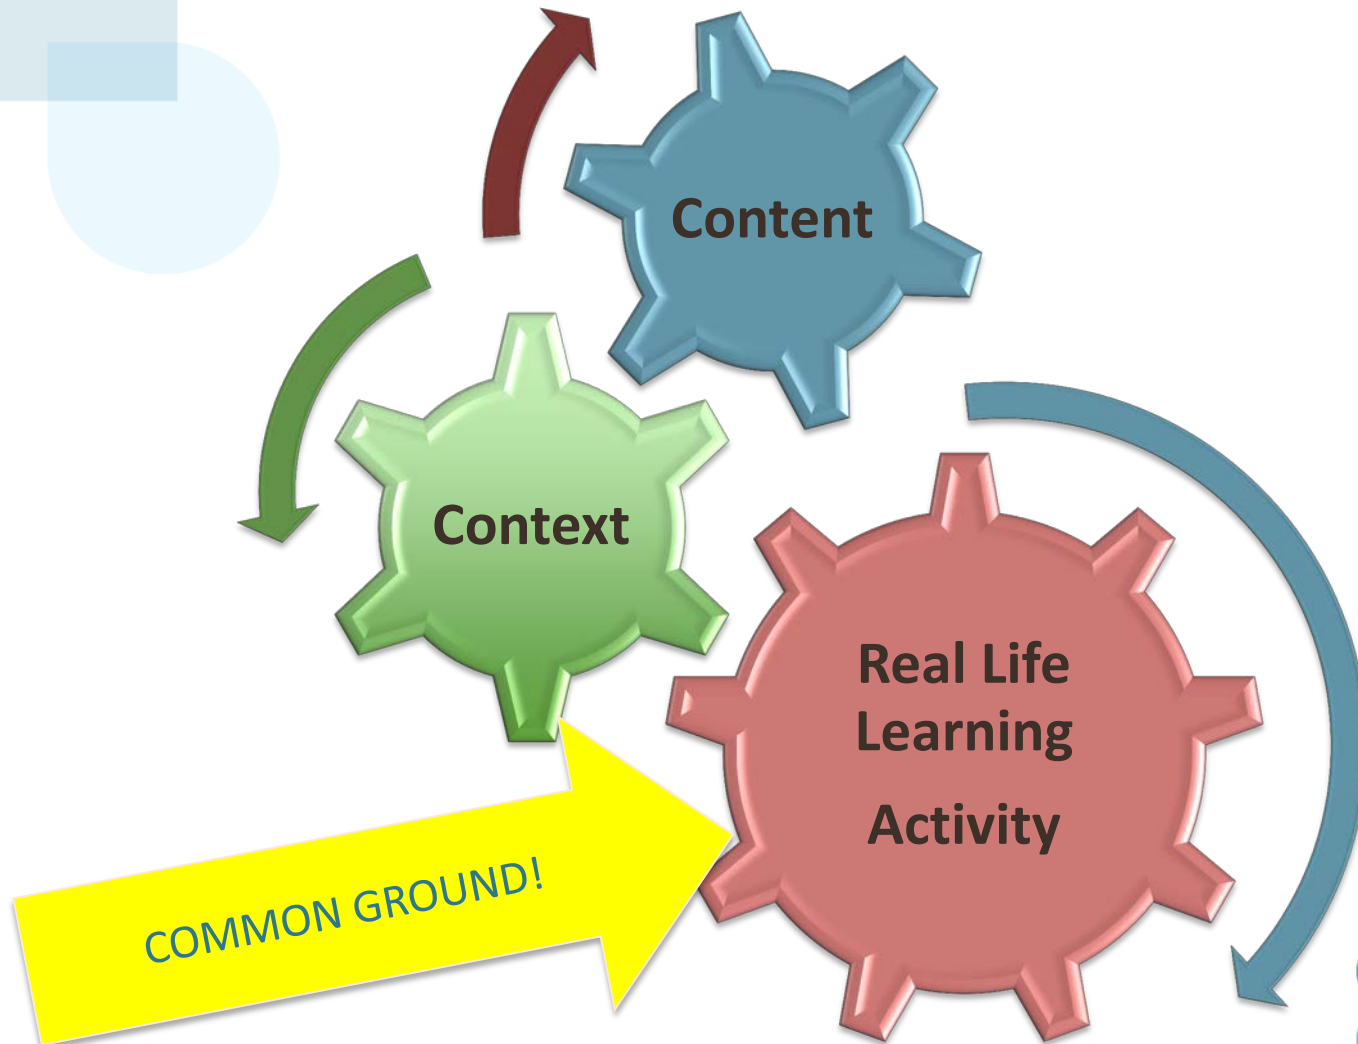 Content
Context
Real Life
Learning
Activity
COMMON GROUND!